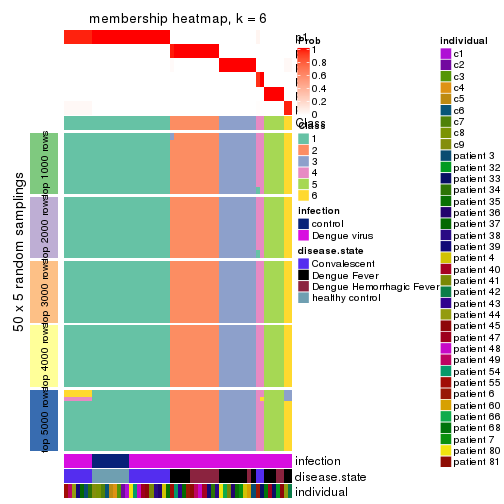 membership heatmap, k = 6
Prob
1
0.8
0.6
0.4
0.2
0
Class
Class
1
2
3
4
5
6
infection
control
Dengue virus
disease.state
Convalescent
Dengue Fever
Dengue Hemorrhagic Fever
healthy control
50 x 5 random samplings
top 1000 rows
top 2000 rows
top 3000 rows
top 4000 rows
top 5000 rows
infection
disease.state
individual
individual
c1
c2
c3
c4
c5
c6
c7
c8
c9
patient 3
patient 32
patient 33
patient 34
patient 35
patient 36
patient 37
patient 38
patient 39
patient 4
patient 40
patient 41
patient 42
patient 43
patient 44
patient 45
patient 47
patient 48
patient 49
patient 54
patient 55
patient 6
patient 60
patient 66
patient 68
patient 7
patient 80
patient 81